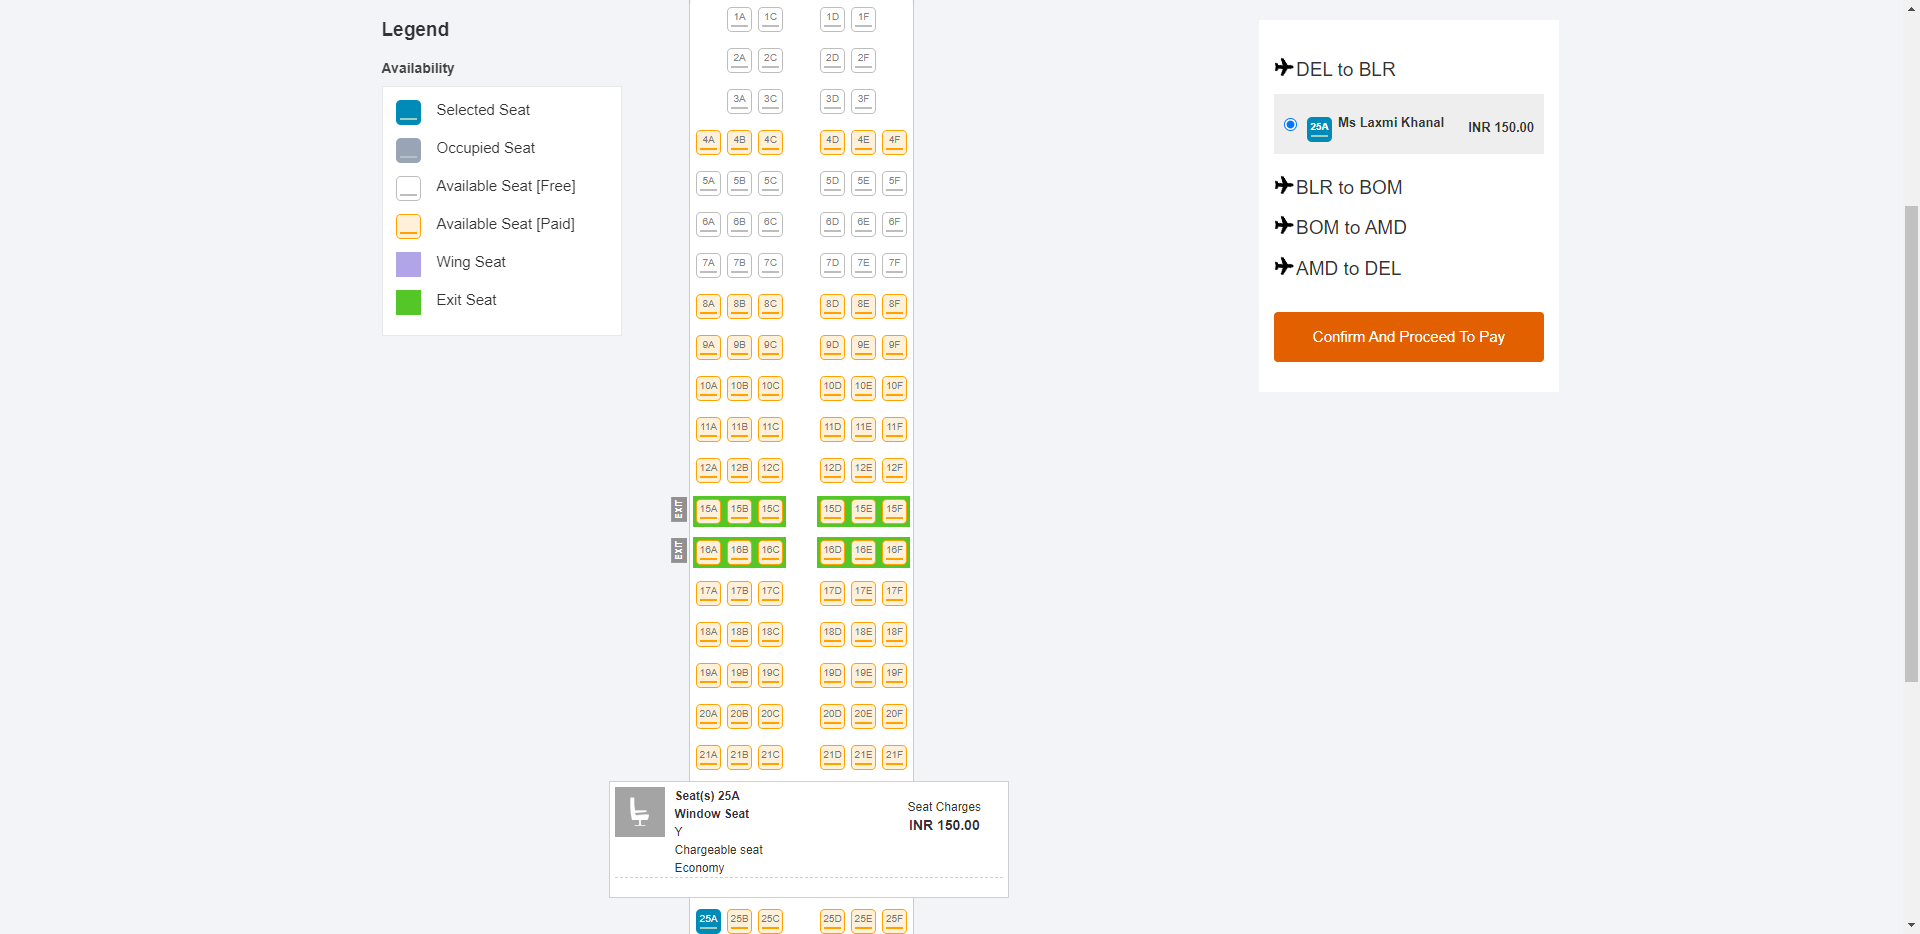 Legend
Availability
Selected Seat
Occupied Seat
Available Seat [Free]
Available Seat [Paid]
Wing Seat
Exit Seat
1A 1C 1D 1F
2A 2C 2D 2F
3A 3C 3D 3F
4A 4B 4C 4D 4E 4F
5A 5B 5C 5D 5E 5F
6A 6B 6C 6D 6E 6F
7A 7B 7C 7D 7E 7F
8A 8B 8C 8D 8E 8F
9A 9B 9C 9D 9E 9F
10A 10B 10C 10D 10E 10F
11A 11B 11C 11D 11E 11F
12A 12B 12C 12D 12E 12F
EXIT 15A 15B 15C 15D 15E 15F
EXIT 16A 16B 16C 16D 16E 16F
17A 17B 17C 17D 17E 17F
18A 18B 18C 18D 18E 18F
19A 19B 19C 19D 19E 19F
20A 20B 20C 20D 20E 20F
21A 21B 21C 21D 21E 21F
Seat(s) 25A
Window Seat
Y
Chargeable seat
Economy
Seat Charges
INR 150.00
25A 25B 25C 25D 25E 25F
DEL to BLR
25A Ms Laxmi Khanal INR 150.00
BLR to BOM
BOM to AMD
AMD to DEL
Confirm And Proceed To Pay